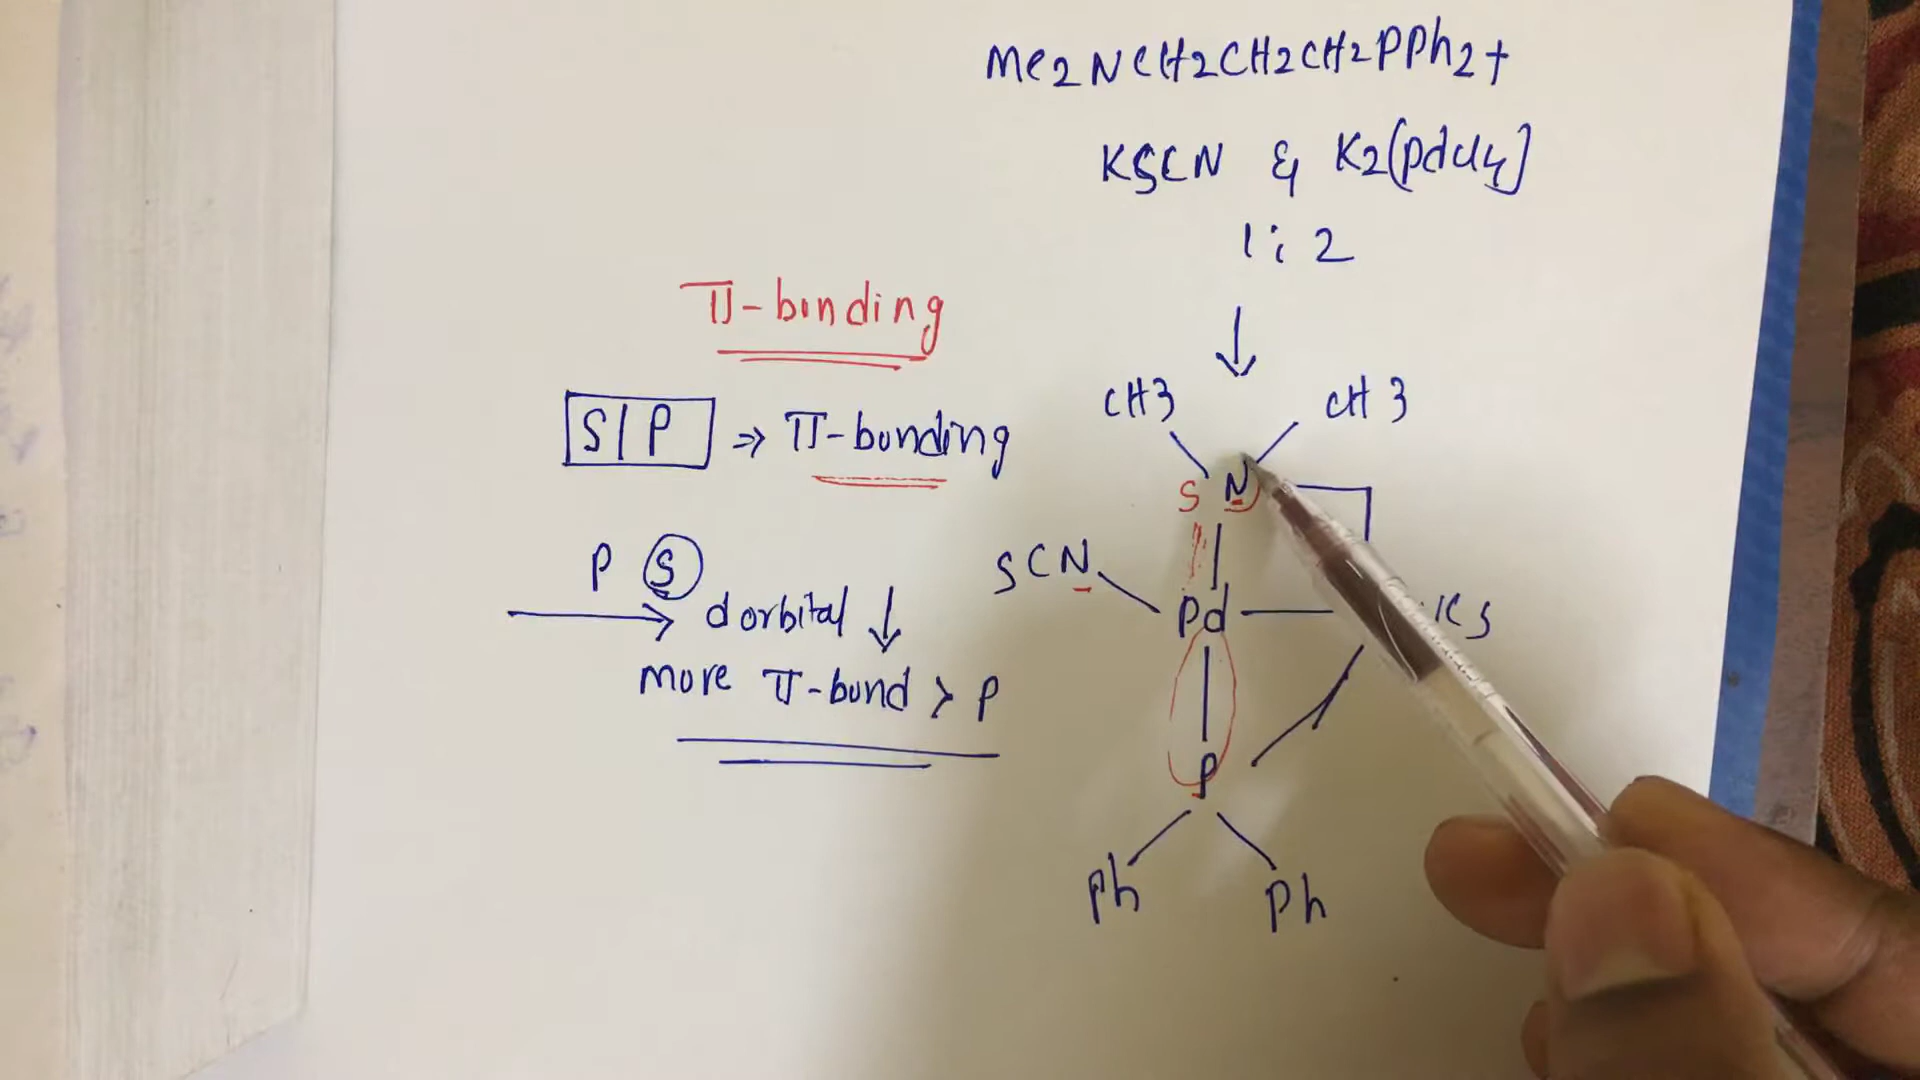 Me2NCH2CH2CH2PPh2+
KSCN & K2[PdCl4]
1:2
π-bonding
S/P ⇒ π-bonding
P S
d orbital ↓
more π-bond > P
CH3 CH3
S N
SCN
Pd
P
Ph Ph